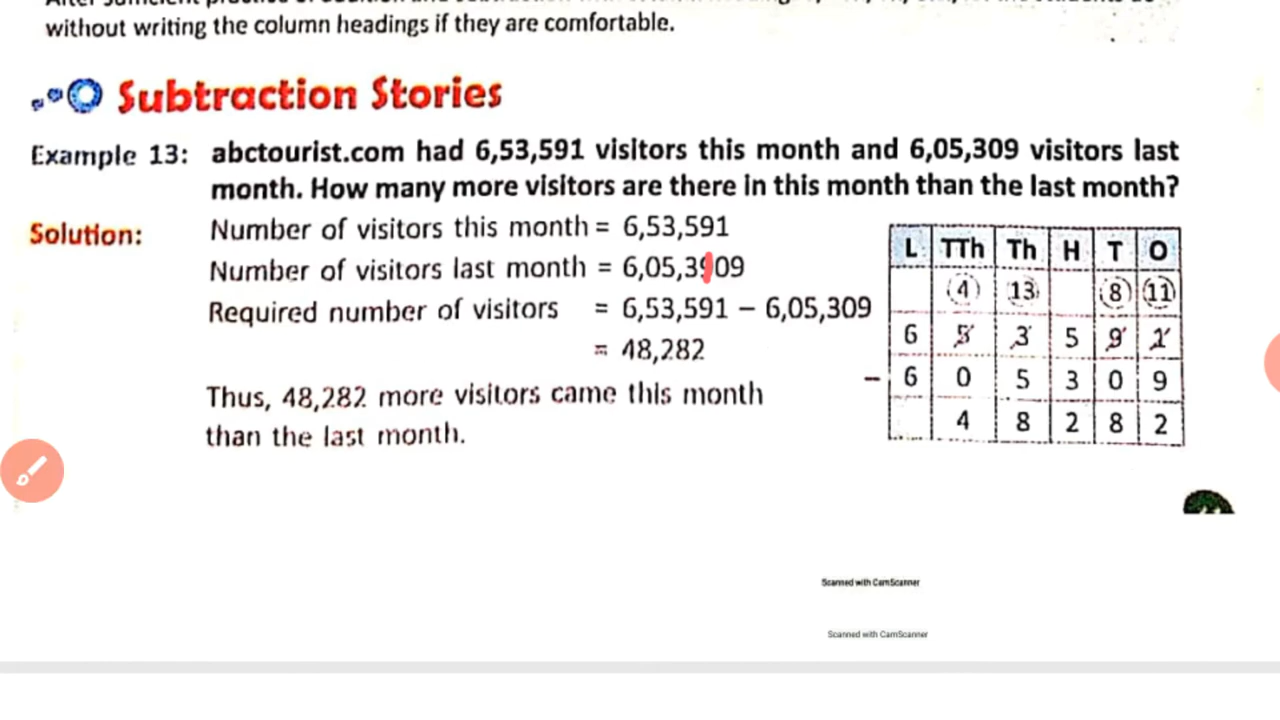 without writing the column headings if they are comfortable.
Subtraction Stories
Example 13: abctourist.com had 6,53,591 visitors this month and 6,05,309 visitors last
month. How many more visitors are there in this month than the last month?
Solution: Number of visitors this month = 6,53,591
Number of visitors last month = 6,05,3909
Required number of visitors = 6,53,591 – 6,05,309
= 48,282
Thus, 48,282 more visitors came this month
than the last month.
L TTh Th H T O
4 13 8 11
6 5 3 5 9 1
– 6 0 5 3 0 9
4 8 2 8 2
Scanned with CamScanner
Scanned with CamScanner